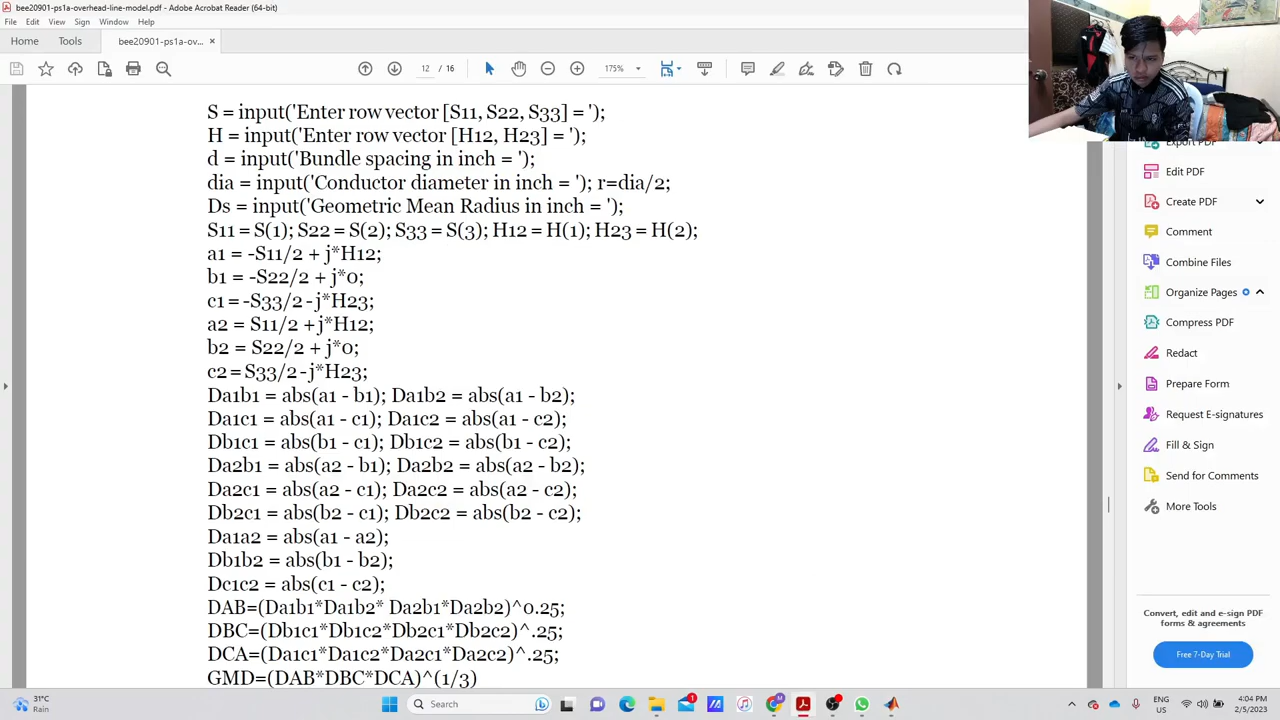 bee20901-ps1a-overhead-line-model.pdf - Adobe Acrobat Reader (64-bit)
File Edit View Sign Window Help
Home Tools bee20901-ps1a-ov... ×
12 / 16 175%
S = input('Enter row vector [S11, S22, S33] = ');
H = input('Enter row vector [H12, H23] = ');
d = input('Bundle spacing in inch = ');
dia = input('Conductor diameter in inch = '); r=dia/2;
Ds = input('Geometric Mean Radius in inch = ');
S11 = S(1); S22 = S(2); S33 = S(3); H12 = H(1); H23 = H(2);
a1 = -S11/2 + j*H12;
b1 = -S22/2 + j*0;
c1 = -S33/2 - j*H23;
a2 = S11/2 + j*H12;
b2 = S22/2 + j*0;
c2 = S33/2 - j*H23;
Da1b1 = abs(a1 - b1); Da1b2 = abs(a1 - b2);
Da1c1 = abs(a1 - c1); Da1c2 = abs(a1 - c2);
Db1c1 = abs(b1 - c1); Db1c2 = abs(b1 - c2);
Da2b1 = abs(a2 - b1); Da2b2 = abs(a2 - b2);
Da2c1 = abs(a2 - c1); Da2c2 = abs(a2 - c2);
Db2c1 = abs(b2 - c1); Db2c2 = abs(b2 - c2);
Da1a2 = abs(a1 - a2);
Db1b2 = abs(b1 - b2);
Dc1c2 = abs(c1 - c2);
DAB=(Da1b1*Da1b2* Da2b1*Da2b2)^0.25;
DBC=(Db1c1*Db1c2*Db2c1*Db2c2)^.25;
DCA=(Da1c1*Da1c2*Da2c1*Da2c2)^.25;
GMD=(DAB*DBC*DCA)^(1/3)
Export PDF
Edit PDF
Create PDF
Comment
Combine Files
Organize Pages
Compress PDF
Redact
Prepare Form
Request E-signatures
Fill & Sign
Send for Comments
More Tools
Convert, edit and e-sign PDF
forms & agreements
Free 7-Day Trial
31°C
Rain
Search
1
ENG
US
4:04 PM
2/5/2023